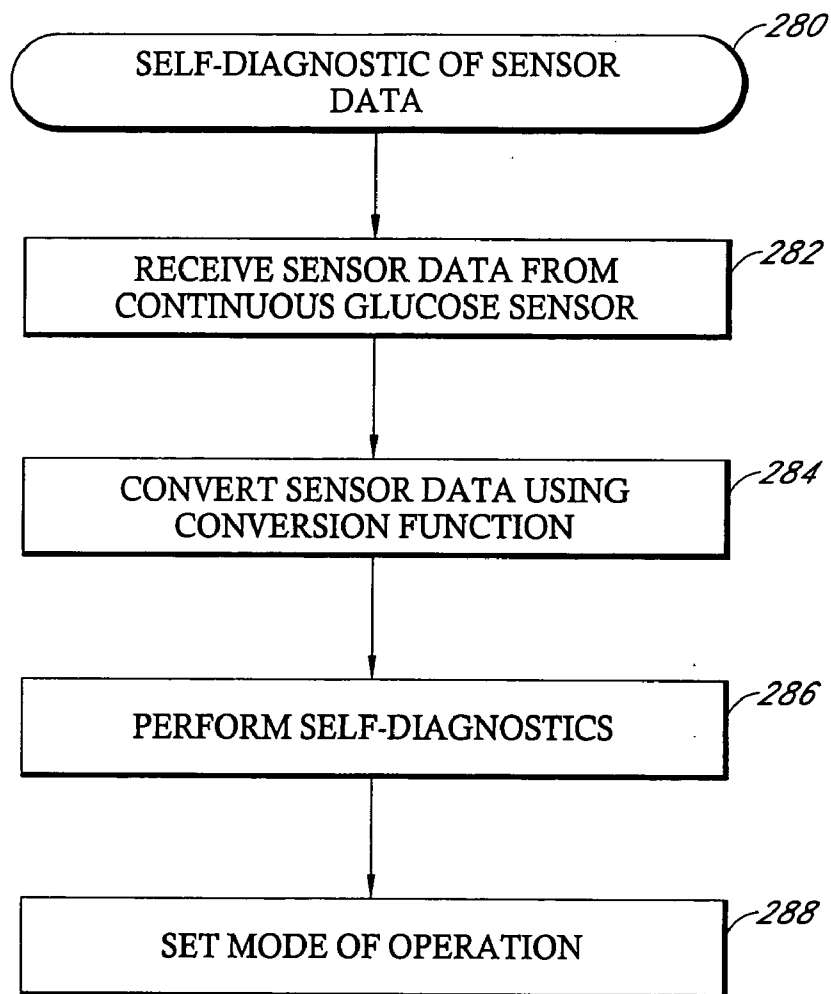 280
SELF-DIAGNOSTIC OF SENSOR
DATA
282
RECEIVE SENSOR DATA FROM
CONTINUOUS GLUCOSE SENSOR
284
CONVERT SENSOR DATA USING
CONVERSION FUNCTION
286
PERFORM SELF-DIAGNOSTICS
288
SET MODE OF OPERATION